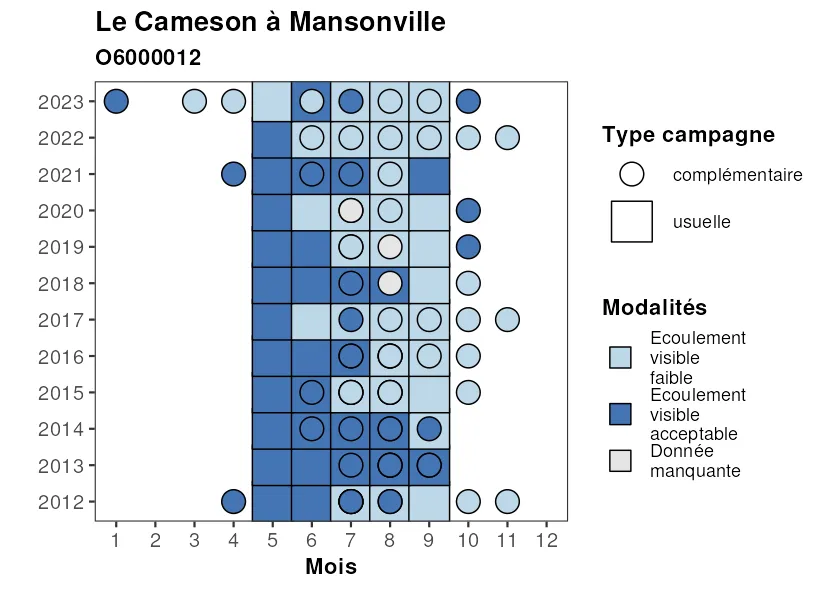 Le Cameson à Mansonville
O6000012
2023
2022
2021
2020
2019
2018
2017
2016
2015
2014
2013
2012
1 2 3 4 5 6 7 8 9 10 11 12
Mois
Type campagne
complémentaire
usuelle
Modalités
Ecoulement
visible
faible
Ecoulement
visible
acceptable
Donnée
manquante